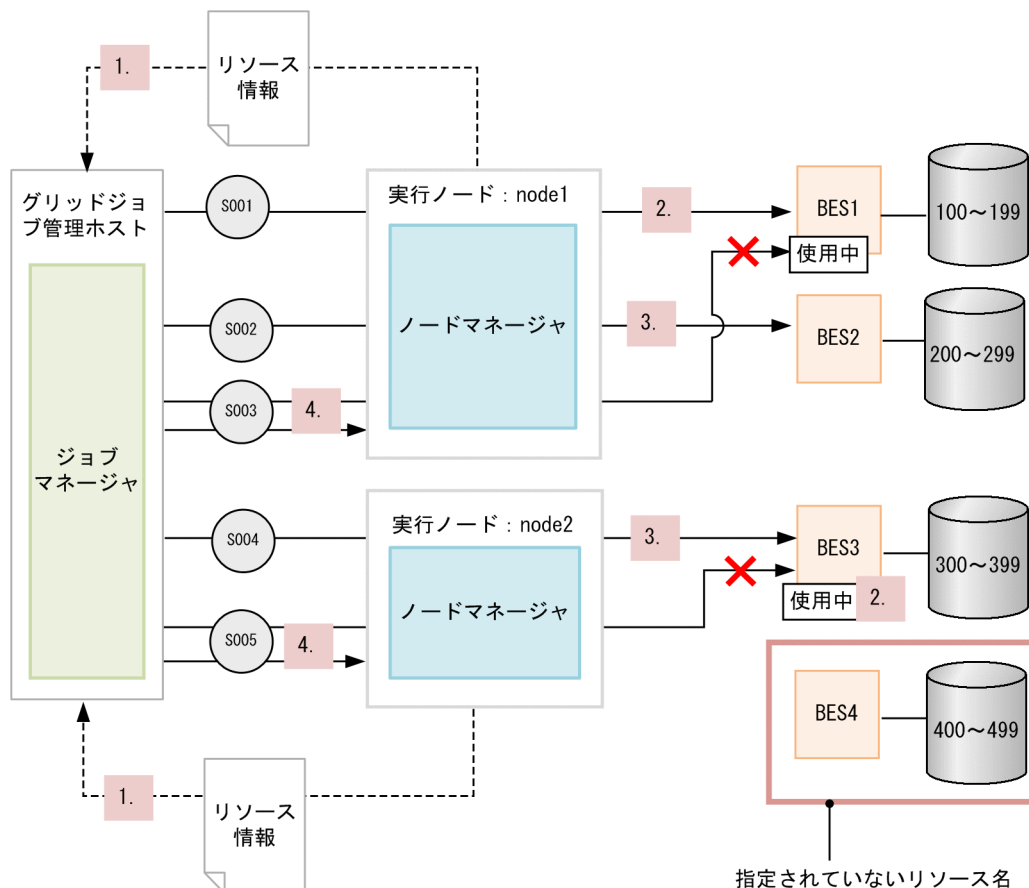 1.
リソース
情報
グリッドジョ
ブ管理ホスト
ジョブ
マネージャ
S001
S002
S003
4.
S004
S005
4.
実行ノード：node1
ノードマネージャ
実行ノード：node2
ノードマネージャ
2.
3.
3.
BES1
使用中
100～199
BES2
200～299
BES3
使用中
2.
300～399
BES4
400～499
1.
リソース
情報
指定されていないリソース名